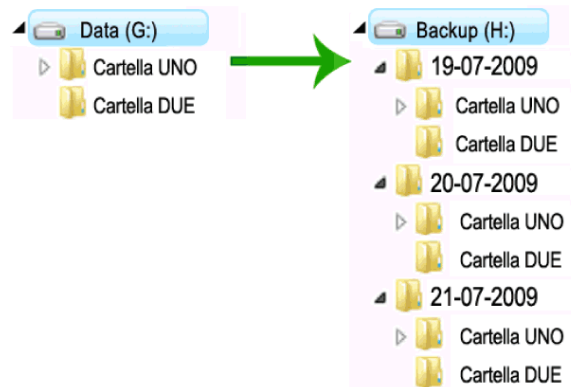 Data (G:)
Cartella UNO
Cartella DUE
Backup (H:)
19-07-2009
Cartella UNO
Cartella DUE
20-07-2009
Cartella UNO
Cartella DUE
21-07-2009
Cartella UNO
Cartella DUE